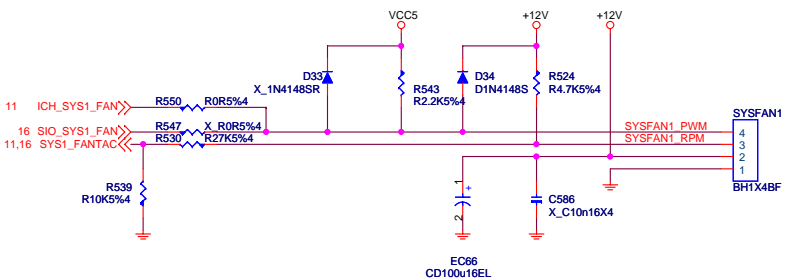 VCC5 +12V +12V
D33 D34 R524
X_1N4148SR R543 D1N4148S R4.7K5%4
R2.2K5%4
11 ICH_SYS1_FAN R550 R0R5%4
SYSFAN1
16 SIO_SYS1_FAN R547 X_R0R5%4 SYSFAN1_PWM 4
11,16 SYS1_FANTAC R530 R27K5%4 SYSFAN1_RPM 3
2
1
R539 1 + BH1X4BF
R10K5%4 C586
2 X_C10n16X4
EC66
CD100u16EL